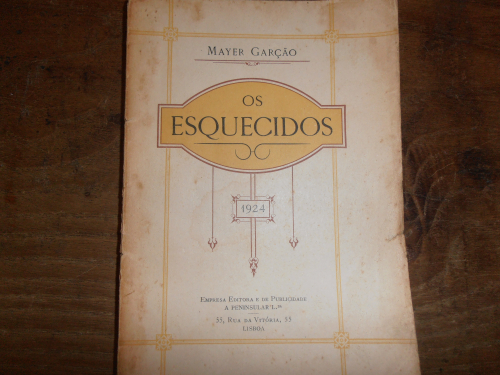 MAYER GARÇÃO
OS
ESQUECIDOS
1924
EMPRESA EDITORA E DE PUBLICIDADE
A PENINSULAR L.DA
55, RUA DA VITÓRIA, 55
LISBOA